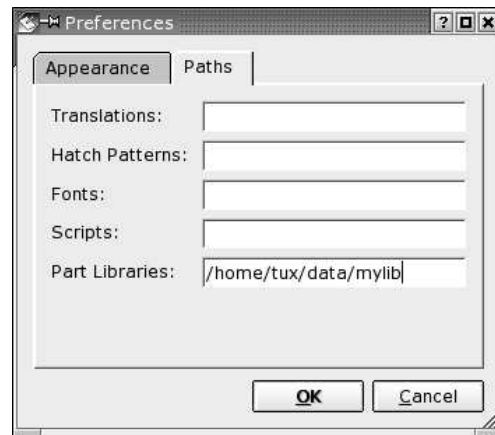 Preferences
Appearance Paths
Translations:
Hatch Patterns:
Fonts:
Scripts:
Part Libraries: /home/tux/data/mylib
OK Cancel